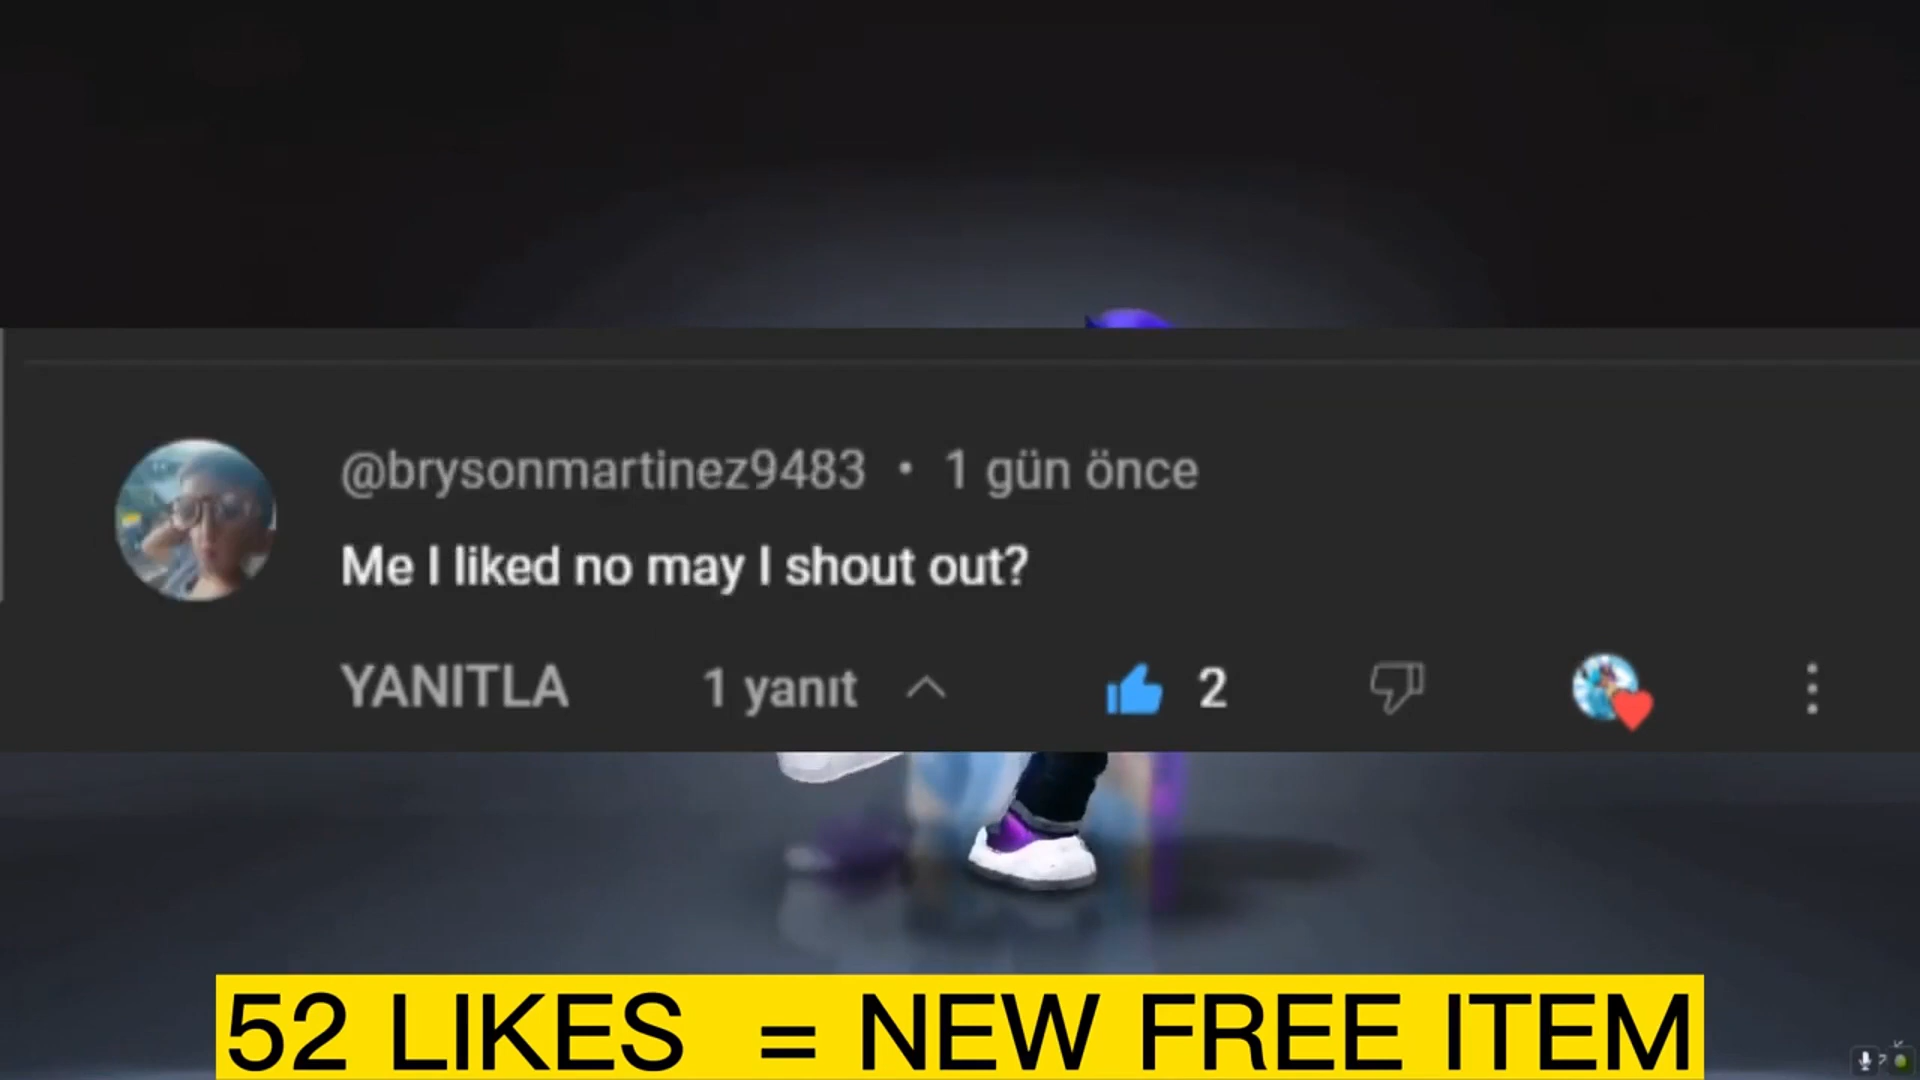 @brysonmartinez9483 • 1 gün önce
Me I liked no may I shout out?
YANITLA 1 yanıt 2
52 LIKES = NEW FREE ITEM